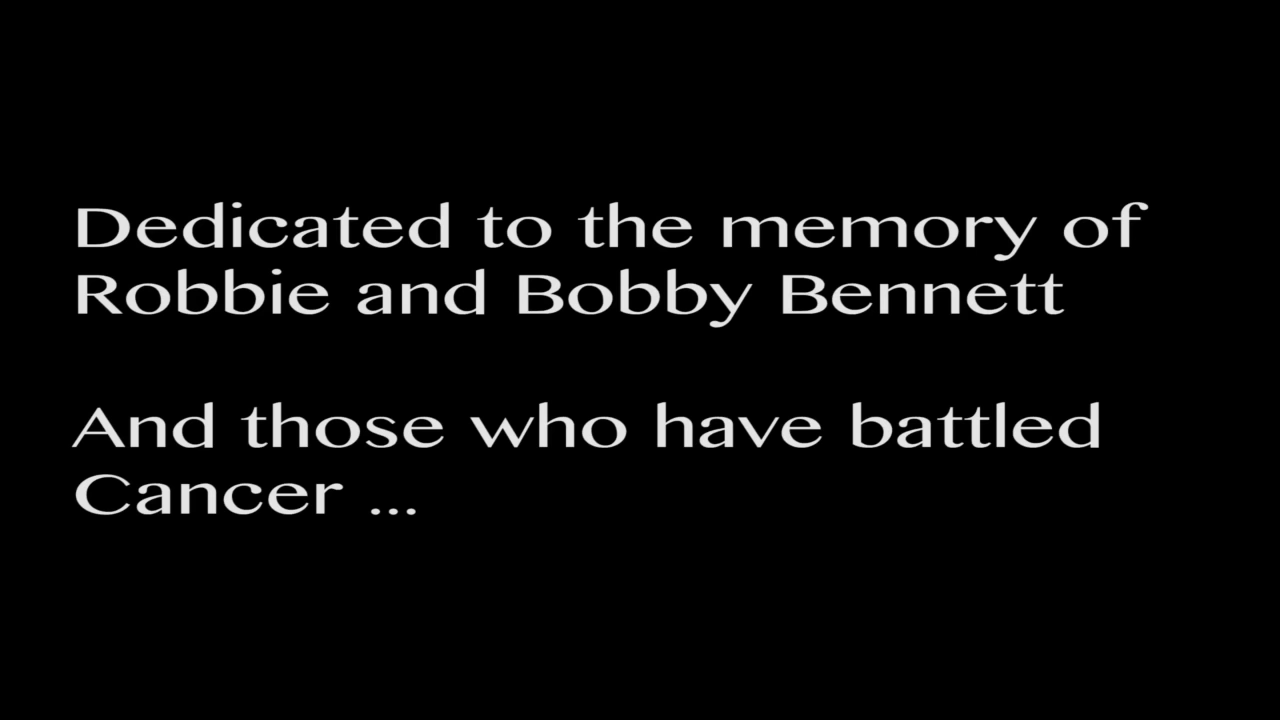 Dedicated to the memory of
Robbie and Bobby Bennett
And those who have battled
Cancer ...